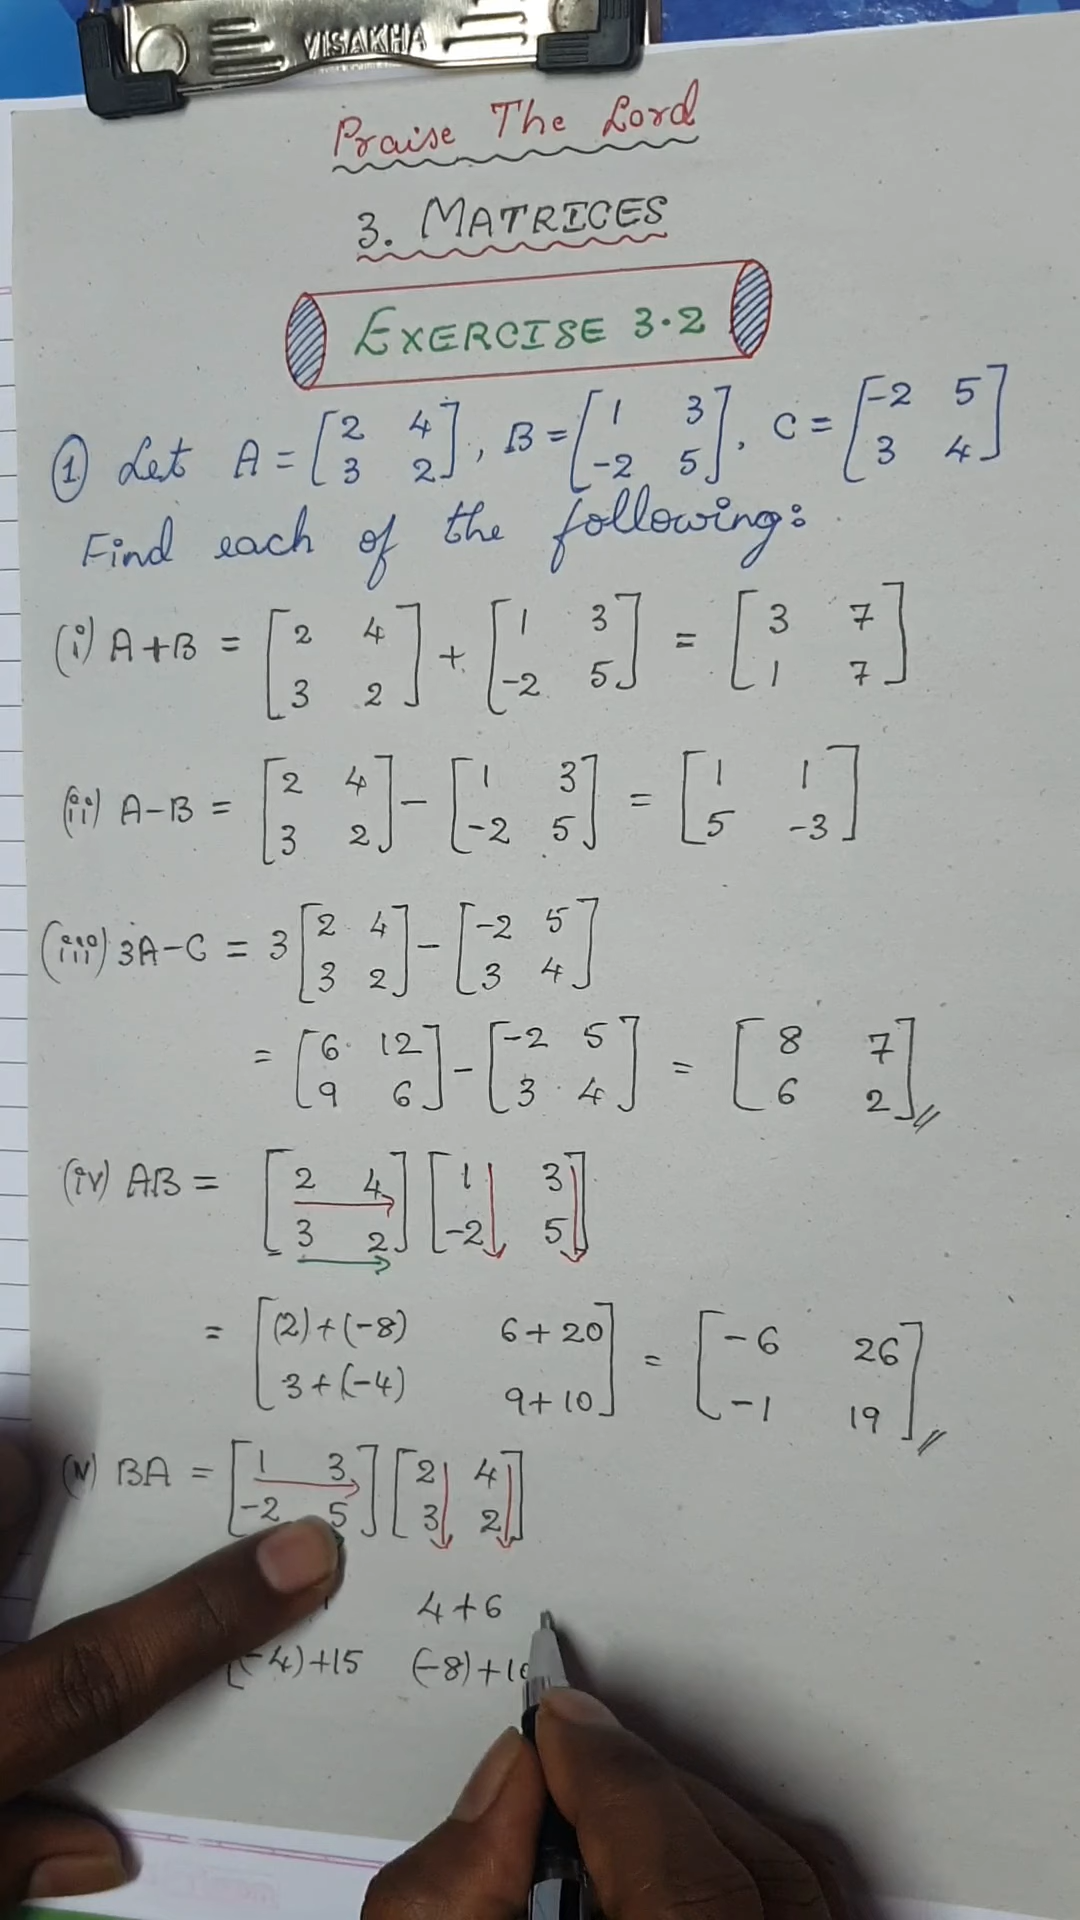 VISAKHA
Praise The Lord
3. MATRICES
EXERCISE 3.2
① Let A = [2 4; 3 2], B = [1 3; -2 5], C = [-2 5; 3 4]
Find each of the following:
(i) A+B = [2 4; 3 2] + [1 3; -2 5] = [3 7; 1 7]
(ii) A-B = [2 4; 3 2] - [1 3; -2 5] = [1 1; 5 -3]
(iii) 3A-C = 3[2 4; 3 2] - [-2 5; 3 4]
= [6 12; 9 6] - [-2 5; 3 4] = [8 7; 6 2]//
(iv) AB = [2 4; 3 2] [1 3; -2 5]
= [(2)+(-8) 6+20; 3+(-4) 9+10] = [-6 26; -1 19]//
(v) BA = [1 3; -2 5] [2 4; 3 2]
4+6
(-4)+15 (-8)+10